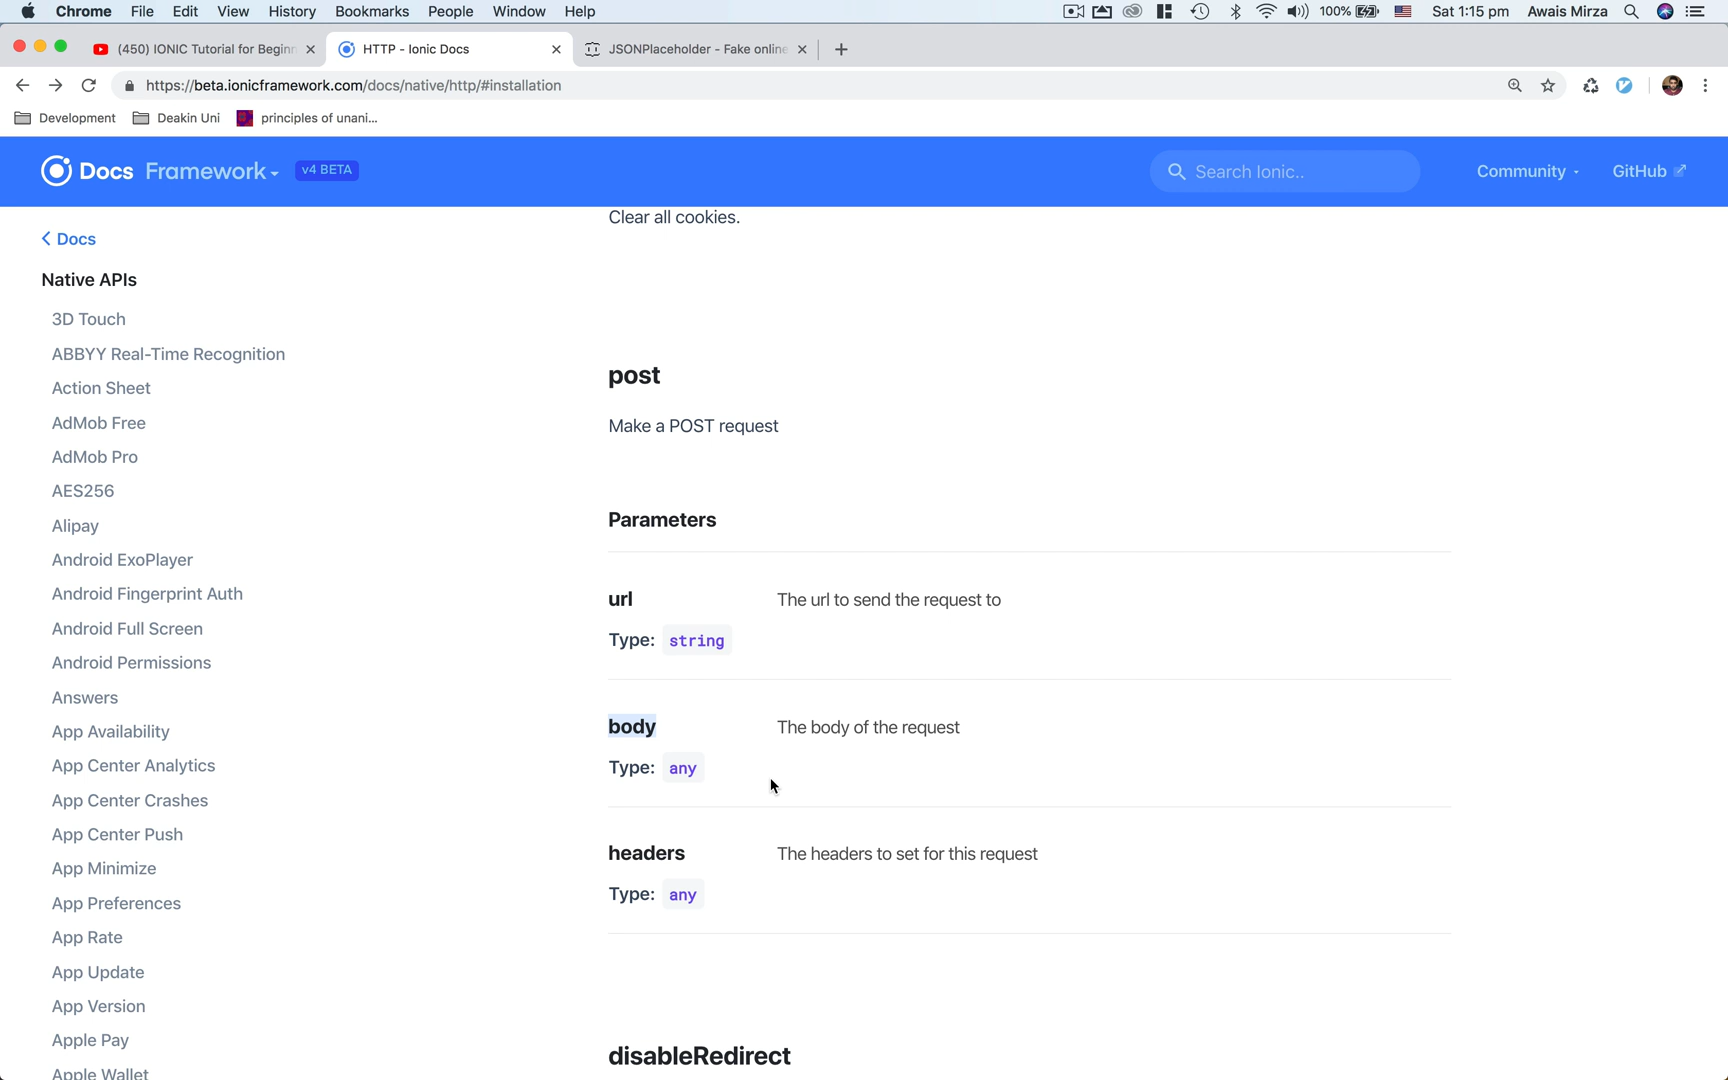 Chrome File Edit View History Bookmarks People Window Help 100% Sat 1:15 pm Awais Mirza
(450) IONIC Tutorial for Beginn HTTP - Ionic Docs JSONPlaceholder - Fake online
https://beta.ionicframework.com/docs/native/http/#installation
Development Deakin Uni principles of unani...
Docs Framework v4 BETA Search Ionic.. Community GitHub
Docs
Native APIs
3D Touch
ABBYY Real-Time Recognition
Action Sheet
AdMob Free
AdMob Pro
AES256
Alipay
Android ExoPlayer
Android Fingerprint Auth
Android Full Screen
Android Permissions
Answers
App Availability
App Center Analytics
App Center Crashes
App Center Push
App Minimize
App Preferences
App Rate
App Update
App Version
Apple Pay
Apple Wallet
Clear all cookies.
post
Make a POST request
Parameters
url The url to send the request to
Type: string
body The body of the request
Type: any
headers The headers to set for this request
Type: any
disableRedirect